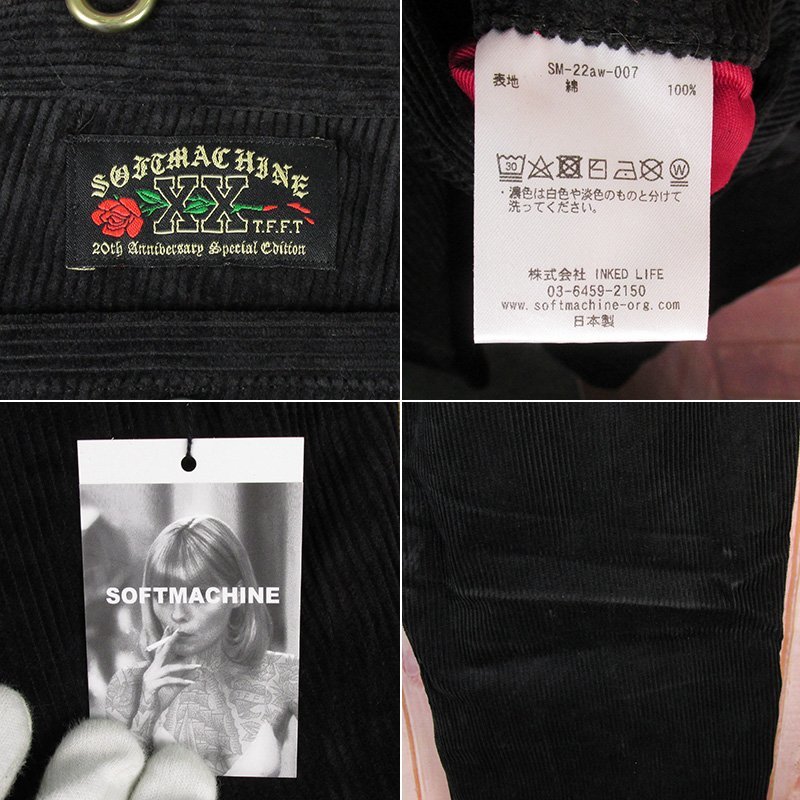 SOFTMACHINE
XX
T.F.F.T
20th Anniversary Special Edition
SM-22aw-007
表地 綿 100%
30
W
・濃色は白色や淡色のものと分けて
洗ってください。
株式会社 INKED LIFE
03-6459-2150
www.softmachine-org.com
日本製
SOFTMACHINE